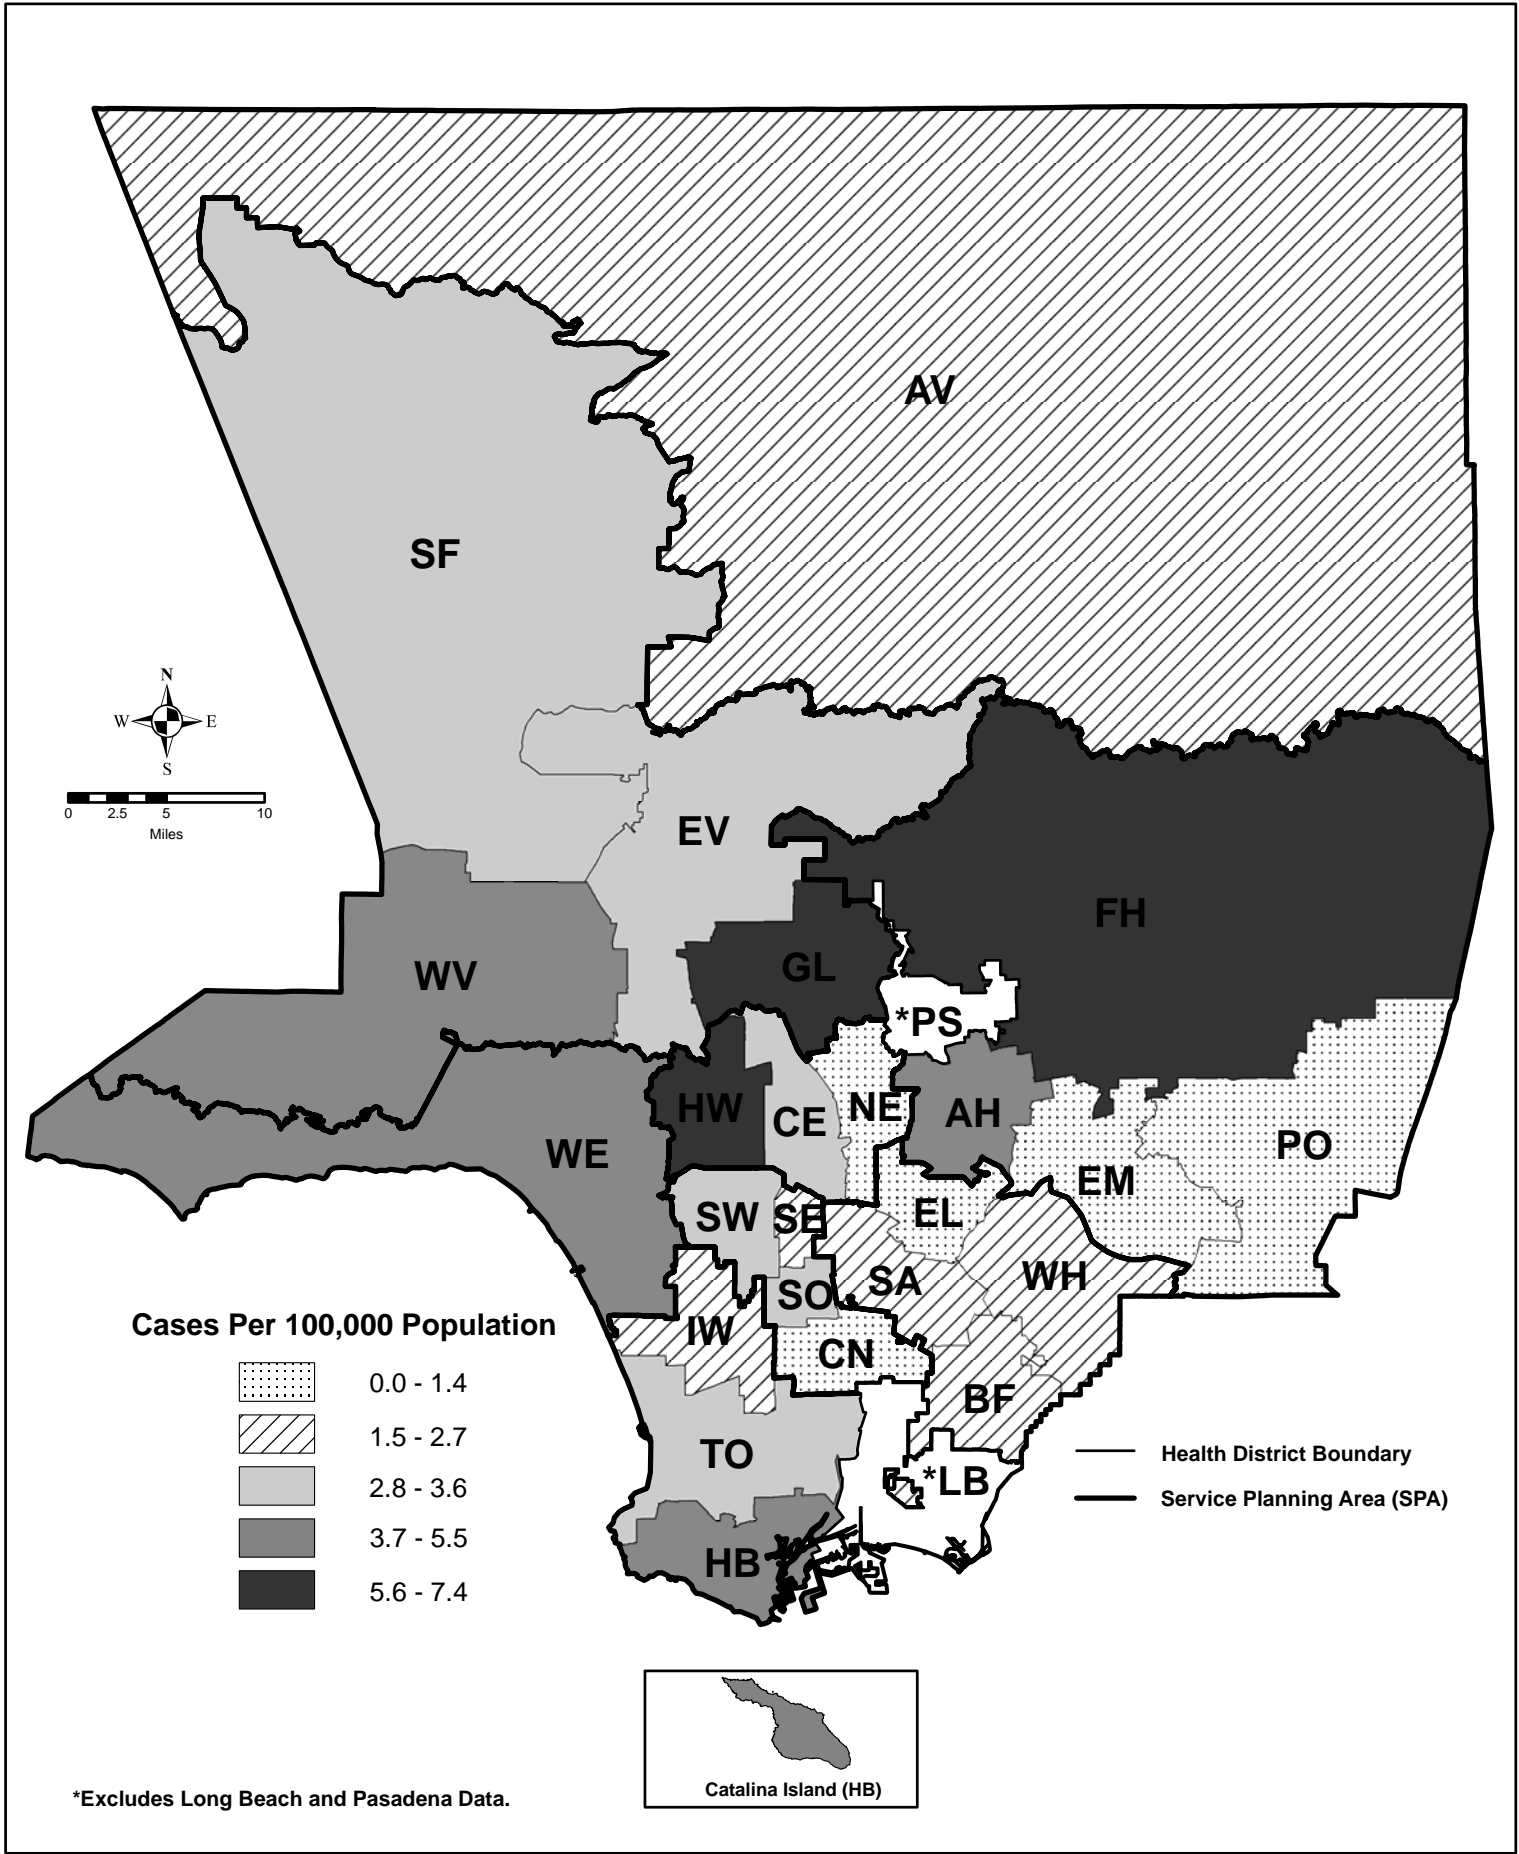 AV
SF
N
W E
S
0 2.5 5 10
Miles
EV
FH
GL
WV
*PS
HW
NE
AH
CE
PO
WE
EM
SW
SE
EL
SA
WH
SO
Cases Per 100,000 Population
IW
CN
0.0 - 1.4
BF
1.5 - 2.7
TO
Health District Boundary
*LB
2.8 - 3.6
Service Planning Area (SPA)
3.7 - 5.5
HB
5.6 - 7.4
Catalina Island (HB)
*Excludes Long Beach and Pasadena Data.